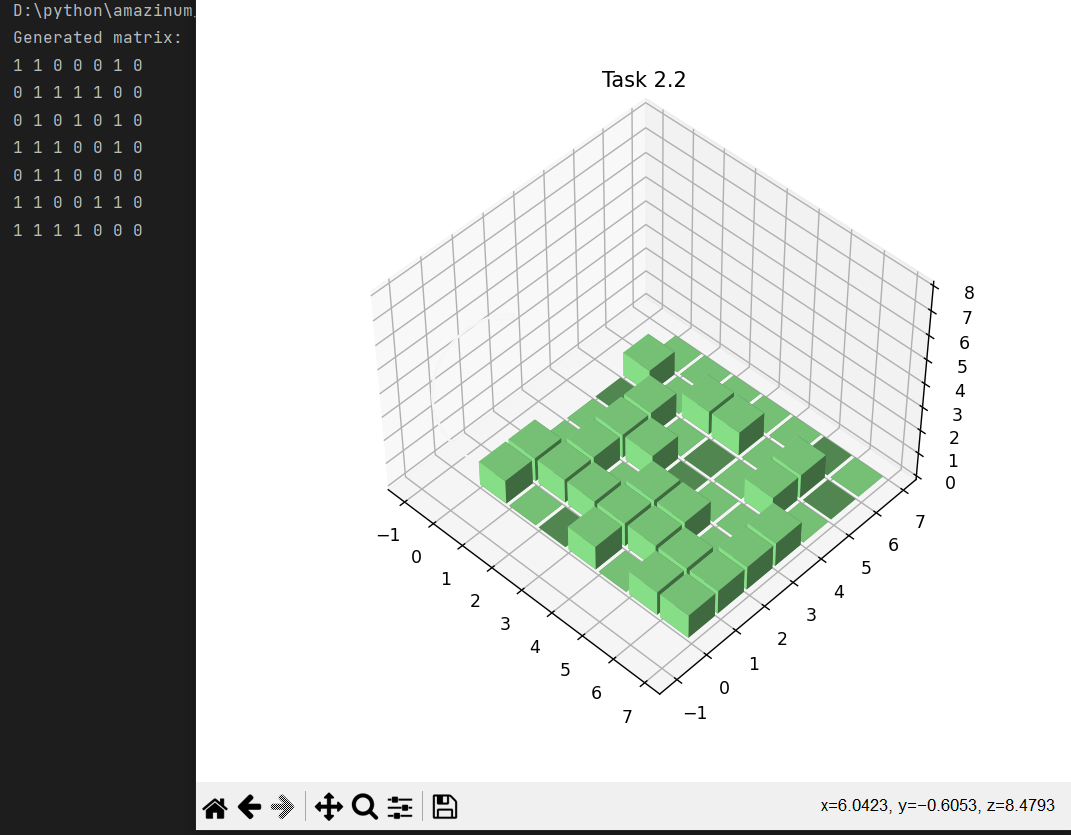 D:\python\amazinum_
Generated matrix:
1 1 0 0 0 1 0
0 1 1 1 1 0 0
0 1 0 1 0 1 0
1 1 1 0 0 1 0
0 1 1 0 0 0 0
1 1 0 0 1 1 0
1 1 1 1 0 0 0
Task 2.2
8
7
6
5
4
3
2
1
0
−1
0
1
2
3
4
5
6
7
−1
0
1
2
3
4
5
6
7
x=6.0423, y=−0.6053, z=8.4793